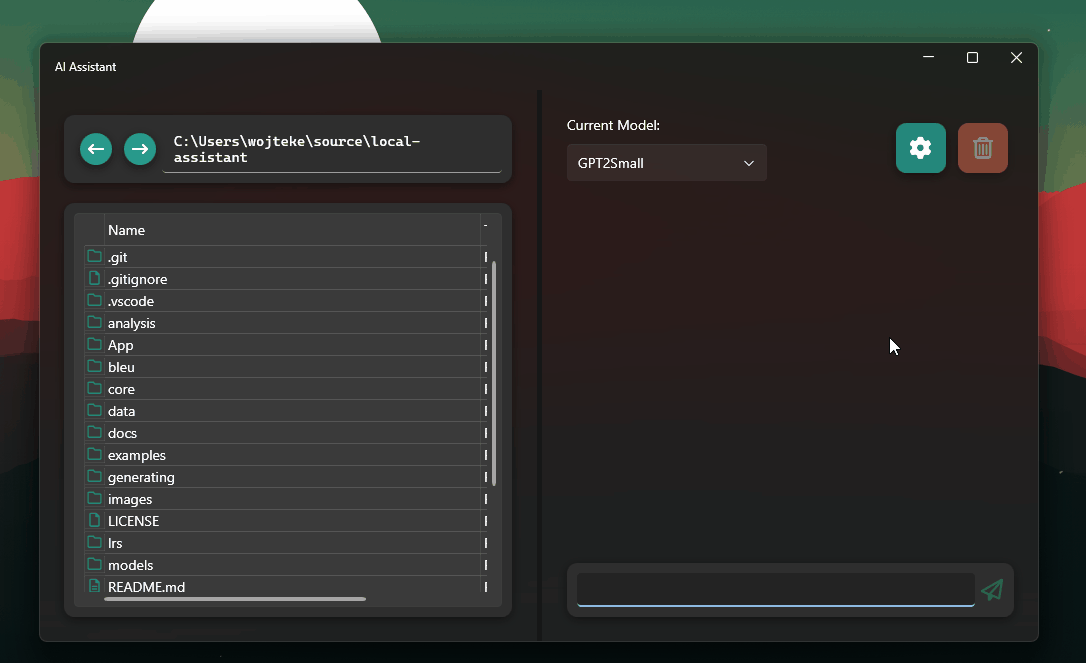 AI Assistant
C:\Users\wojteke\source\local-
assistant
Current Model:
GPT2Small
Name
.git
.gitignore
.vscode
analysis
App
bleu
core
data
docs
examples
generating
images
LICENSE
lrs
models
README.md